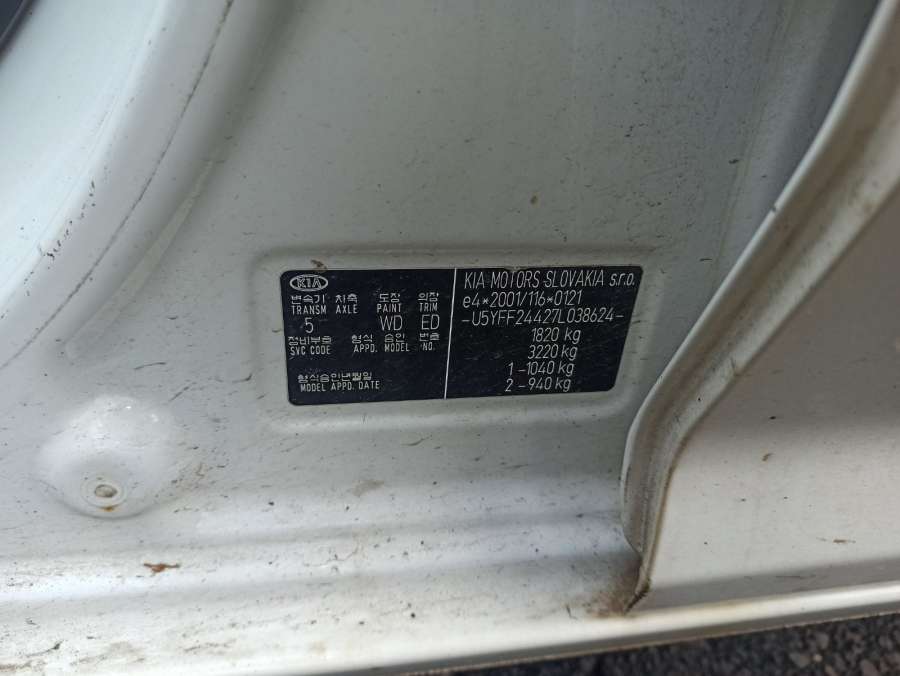 KIA
변속기 차축 도장 의장
TRANSM AXLE PAINT TRIM
5 WD ED
장비부호 형식 승인 번호
SVC CODE APPD. MODEL NO.
형식승인년월일
MODEL APPD. DATE
KIA MOTORS SLOVAKIA s.r.o.
e4*2001/116*0121
-U5YFF24427L038624-
1820 kg
3220 kg
1 -1040 kg
2 -940 kg